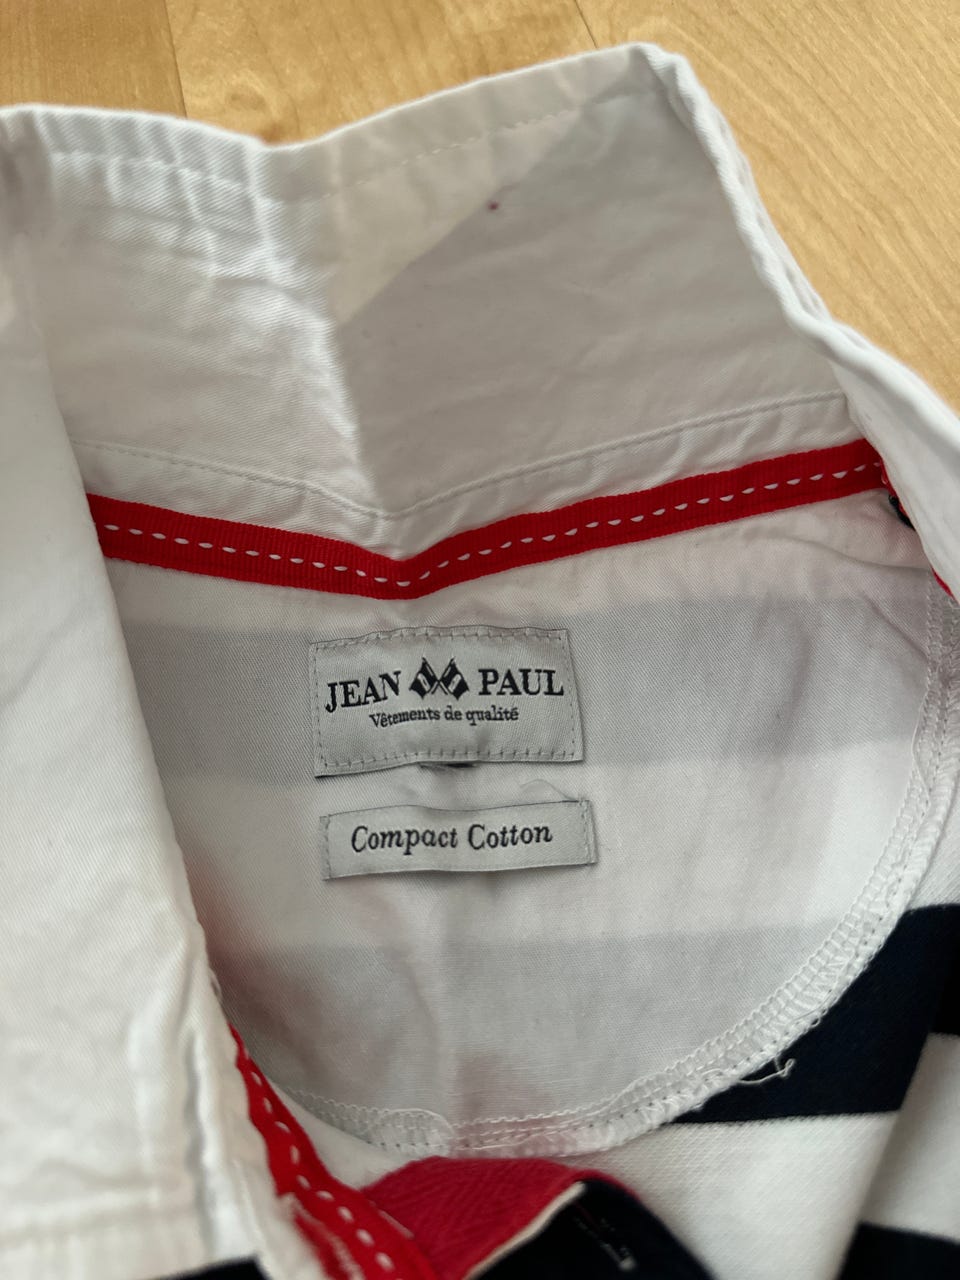 JEAN PAUL
Vêtements de qualité
Compact Cotton